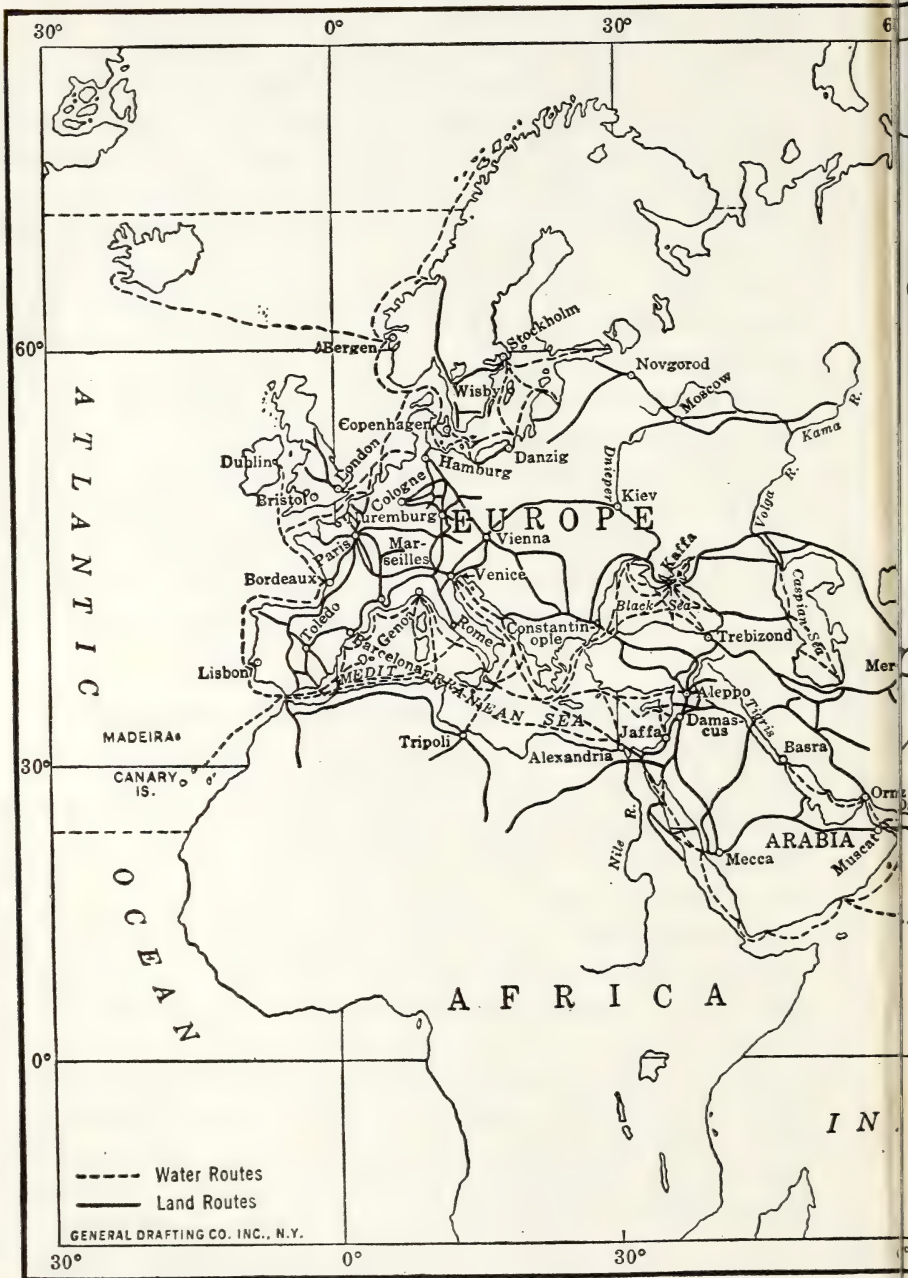 30°
0°
30°
60°
Bergen
Stockholm
Wisby
Novgorod
Moscow
Kama
R.
Copenhagen
Dublin
London
Hamburg
Danzig
Dnieper
Volga
R.
Bristol
Cologne
Kiev
Nuremburg
EUROPE
Paris
Mar-
seilles
Vienna
Kaffa
Bordeaux
Venice
Caspian Sea
Black Sea
Toledo
Genoa
Rome
Constantin-
ople
Trebizond
Barcelona
Lisbon
MEDITERRANEAN SEA
Aleppo
Mer
Tigris
Damas-
cus
MADEIRA
Tripoli
Jaffa
Alexandria
Basra
30°
CANARY
IS.
Orm
R.
Nile
ARABIA
Muscat
Mecca
ATLANTIC
OCEAN
AFRICA
0°
IN
Water Routes
Land Routes
GENERAL DRAFTING CO. INC., N.Y.
30°
0°
30°